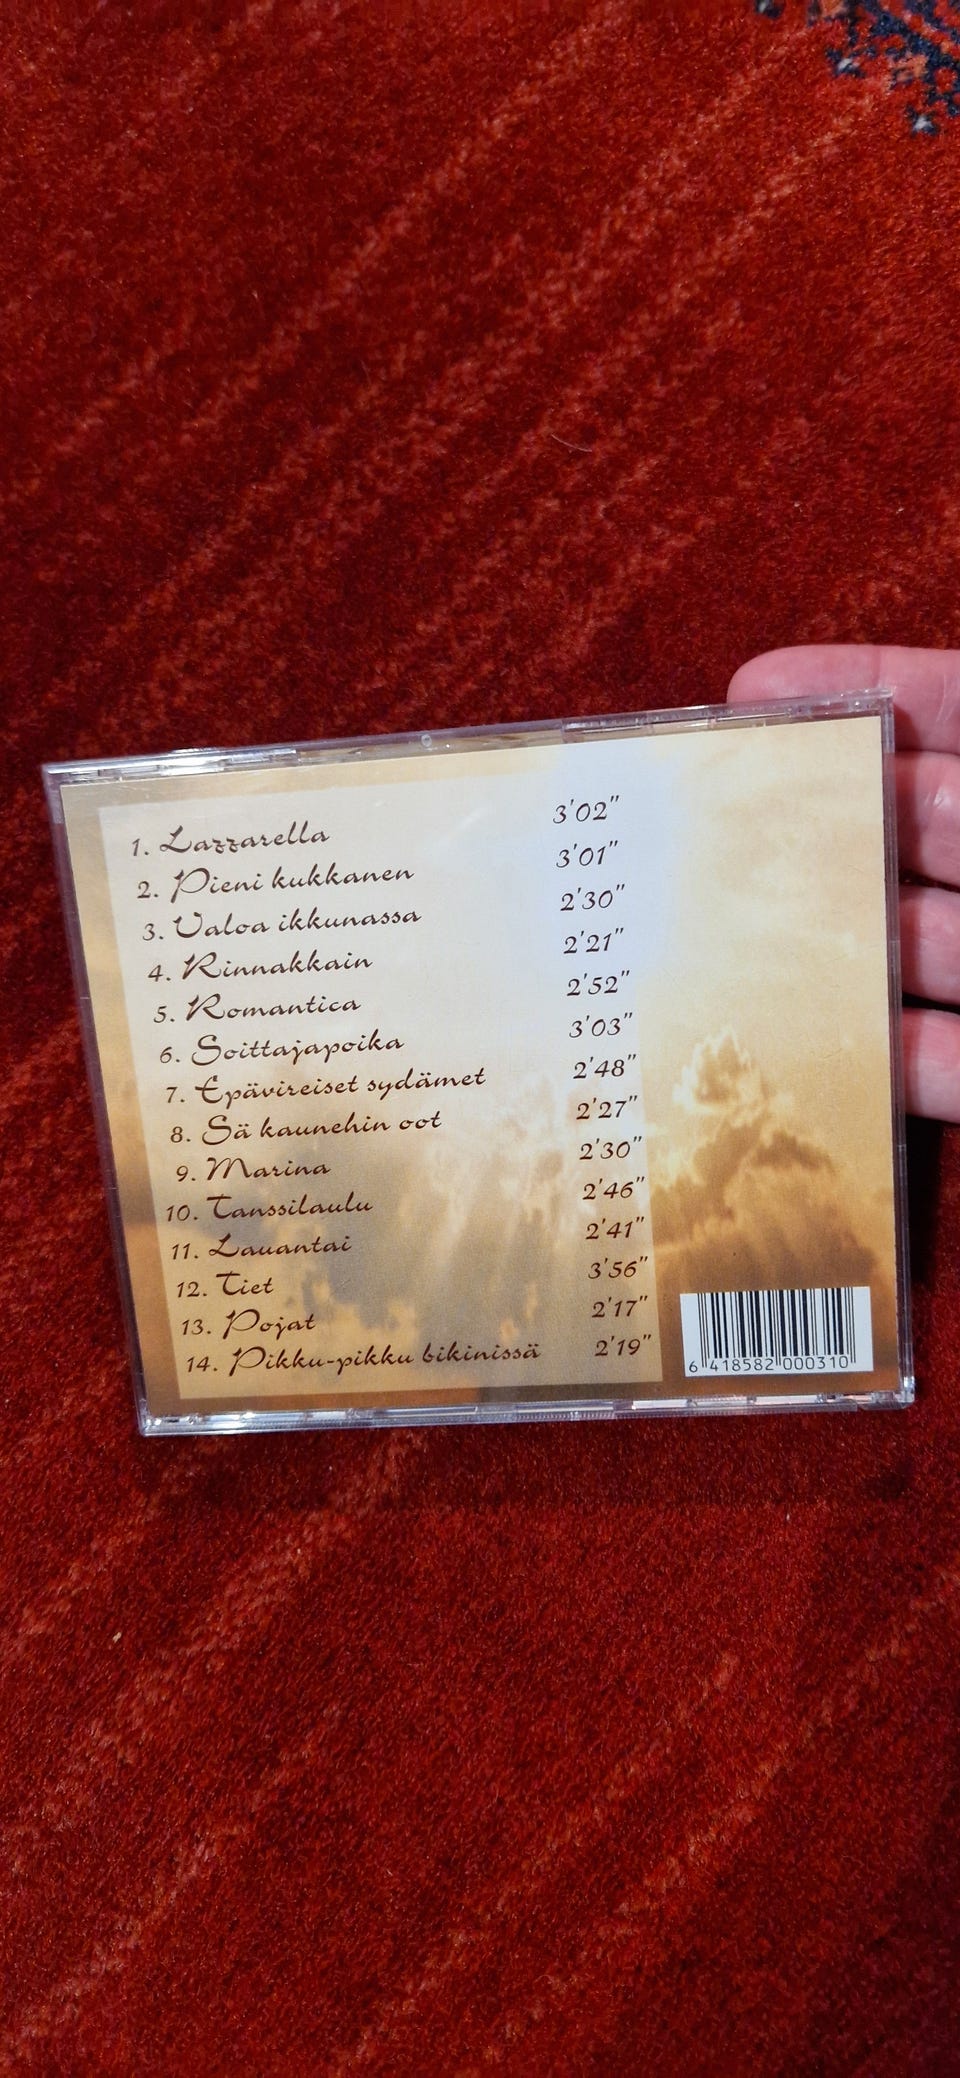 1. Lazzarella 3'02"
2. Pieni kukkanen 3'01"
3. Valoa ikkunassa 2'30"
4. Rinnakkain 2'21"
5. Romantica 2'52"
6. Soittajapoika 3'03"
7. Epävireiset sydämet 2'48"
8. Sä kaunehin oot 2'27"
9. Marina 2'30"
10. Tanssilaulu 2'46"
11. Lauantai 2'41"
12. Tiet 3'56"
13. Pojat 2'17"
14. Pikku-pikku bikinissä 2'19"
6 418582 000310